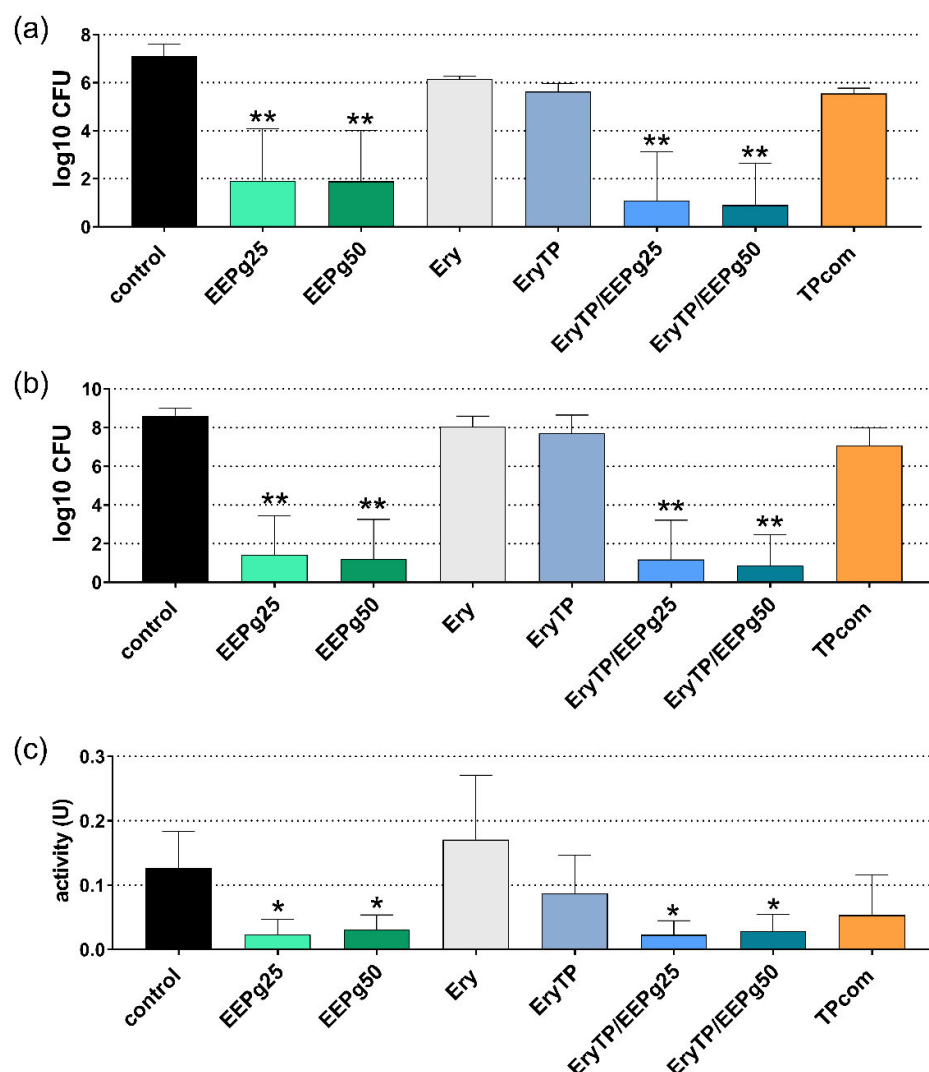 (a)
log10 CFU
8
6
4
2
0
** ** ** **
control EEPg25 EEPg50 Ery EryTP EryTP/EEPg25 EryTP/EEPg50 TPcom
(b)
log10 CFU
10
8
6
4
2
0
** ** ** **
control EEPg25 EEPg50 Ery EryTP EryTP/EEPg25 EryTP/EEPg50 TPcom
(c)
activity (U)
0.3
0.2
0.1
0.0
* * * *
control EEPg25 EEPg50 Ery EryTP EryTP/EEPg25 EryTP/EEPg50 TPcom